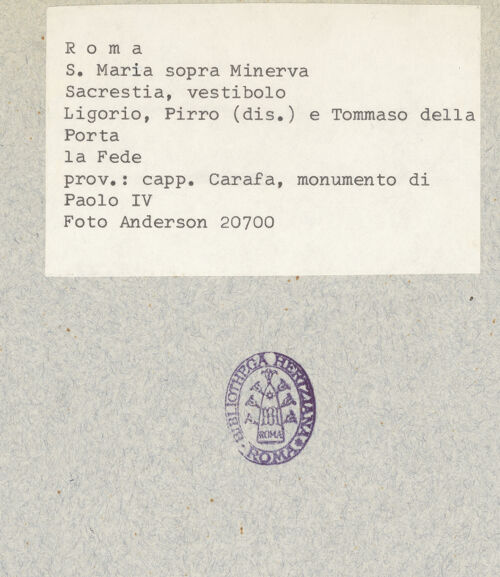 R o m a
S. Maria sopra Minerva
Sacrestia, vestibolo
Ligorio, Pirro (dis.) e Tommaso della
Porta
la Fede
prov.: capp. Carafa, monumento di
Paolo IV
Foto Anderson 20700
BIBLIOTHECA HERTZIANA
ROMAE
ROMA